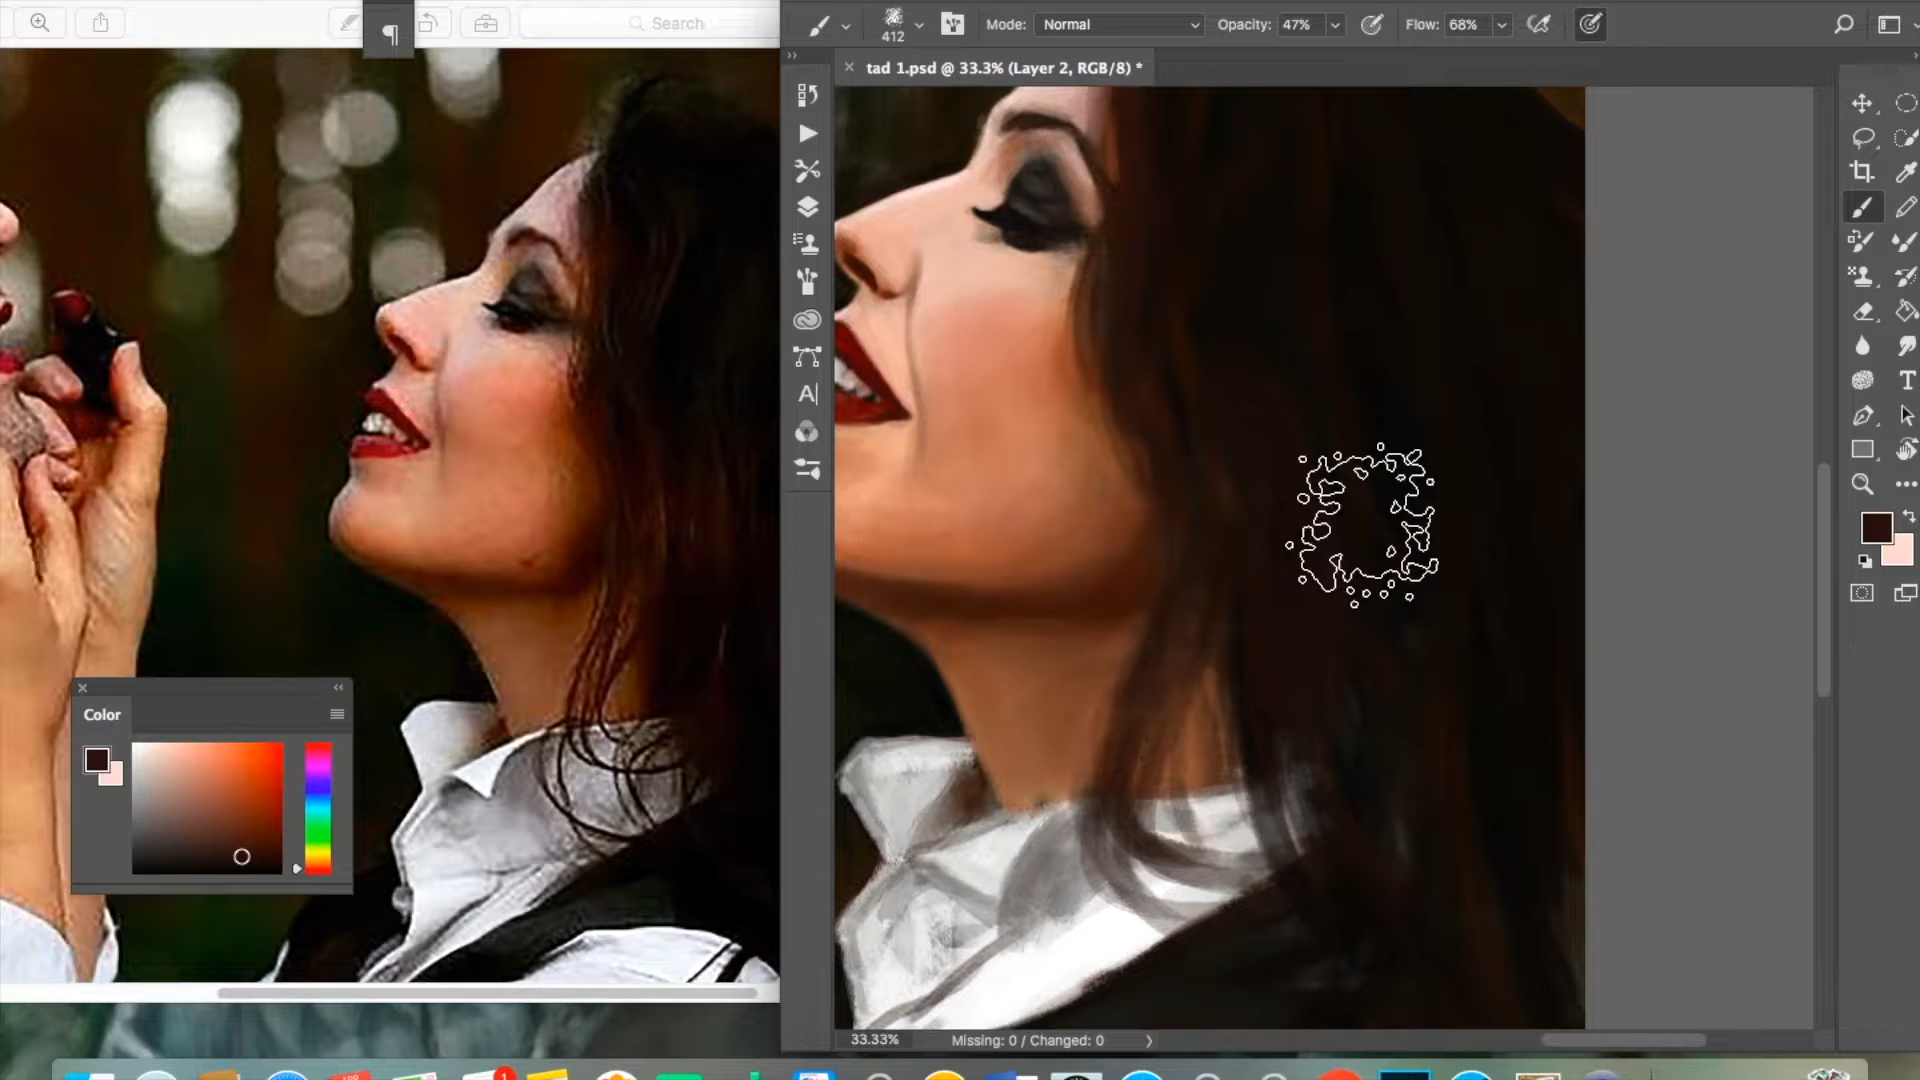 Search
¶
412
Mode: Normal
Opacity: 47%
Flow: 68%
× tad 1.psd @ 33.3% (Layer 2, RGB/8) *
A|
T
Color
33.33%
Missing: 0 / Changed: 0
1